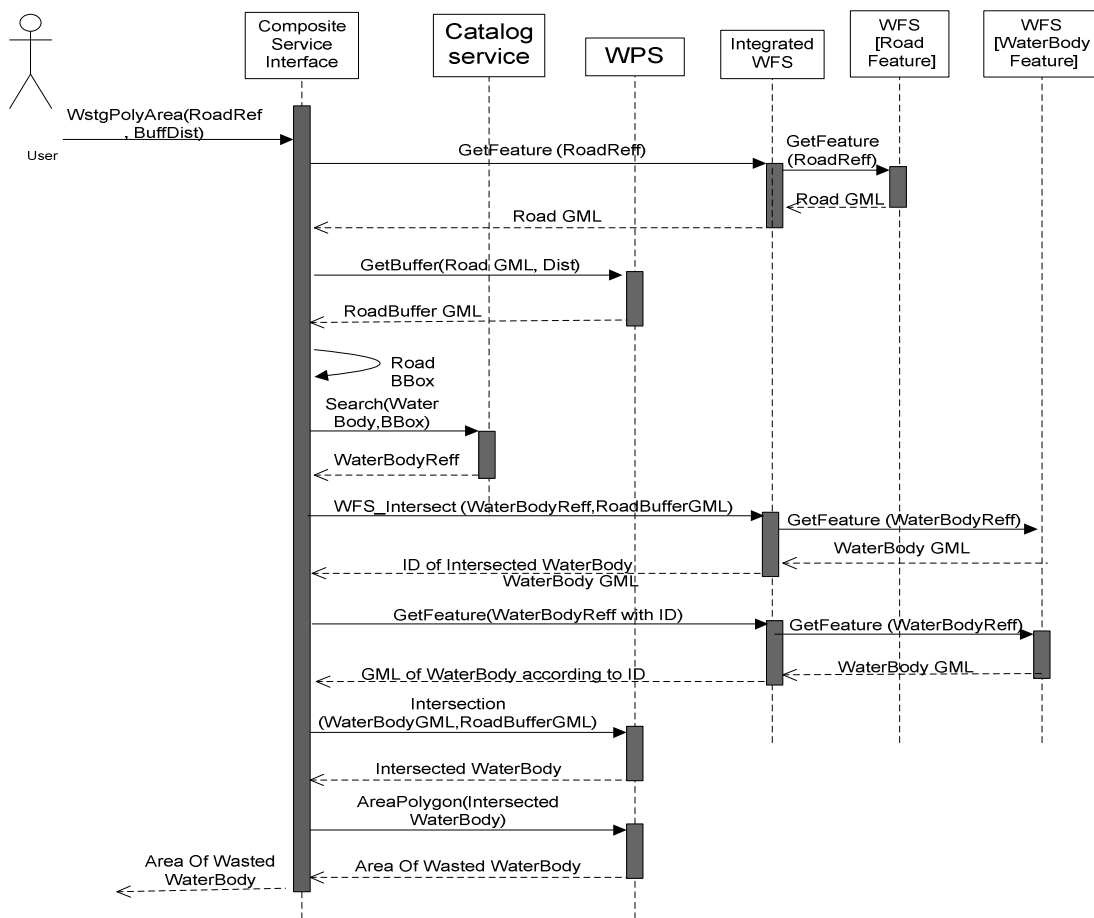 Composite
Service
Interface
Catalog
service
WPS
Integrated
WFS
WFS
[Road
Feature]
WFS
[WaterBody
Feature]
User
WstgPolyArea(RoadRef
, BuffDist)
GetFeature (RoadReff)
GetFeature
(RoadReff)
Road GML
Road GML
GetBuffer(Road GML, Dist)
RoadBuffer GML
Road
BBox
Search(Water
Body,BBox)
WaterBodyReff
WFS_Intersect (WaterBodyReff,RoadBufferGML)
GetFeature (WaterBodyReff)
WaterBody GML
ID of Intersected WaterBody
WaterBody GML
GetFeature(WaterBodyReff with ID)
GetFeature (WaterBodyReff)
WaterBody GML
GML of WaterBody according to ID
Intersection
(WaterBodyGML,RoadBufferGML)
Intersected WaterBody
AreaPolygon(Intersected
WaterBody)
Area Of Wasted WaterBody
Area Of Wasted
WaterBody